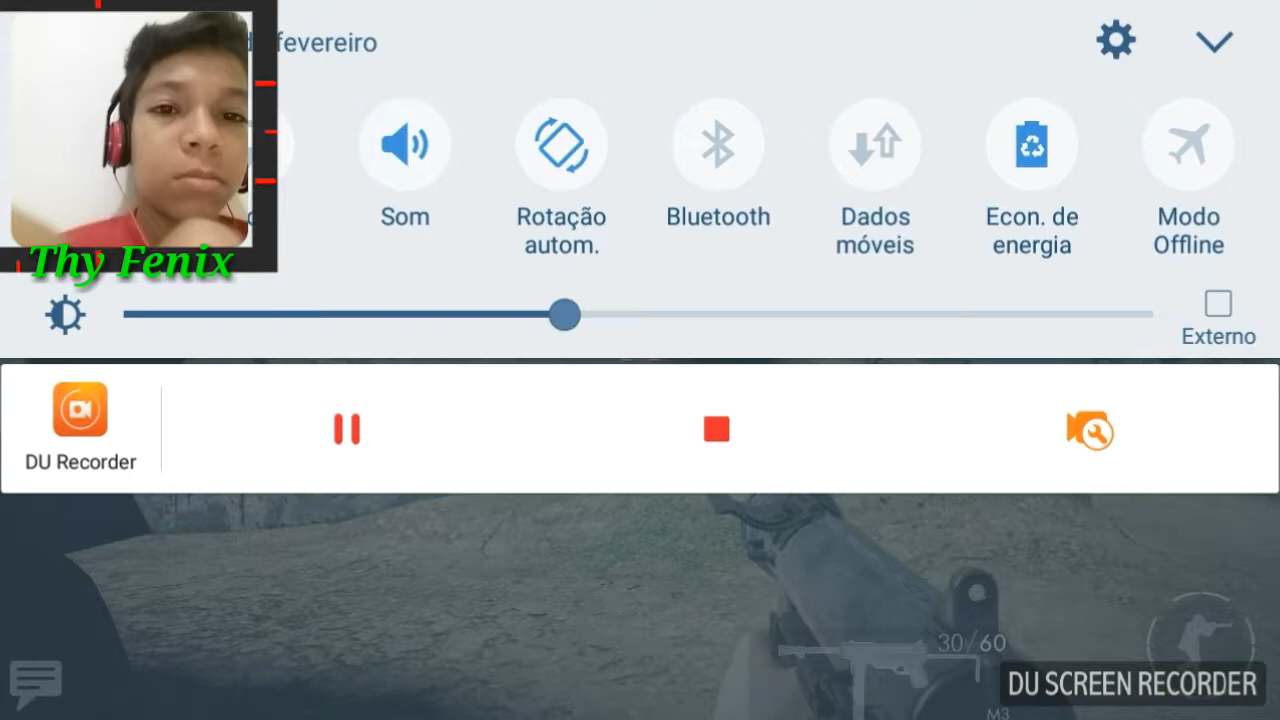 fevereiro
Som
Rotação
autom.
Bluetooth
Dados
móveis
Econ. de
energia
Modo
Offline
Thy Fenix
Externo
DU Recorder
30/60
M3
DU SCREEN RECORDER